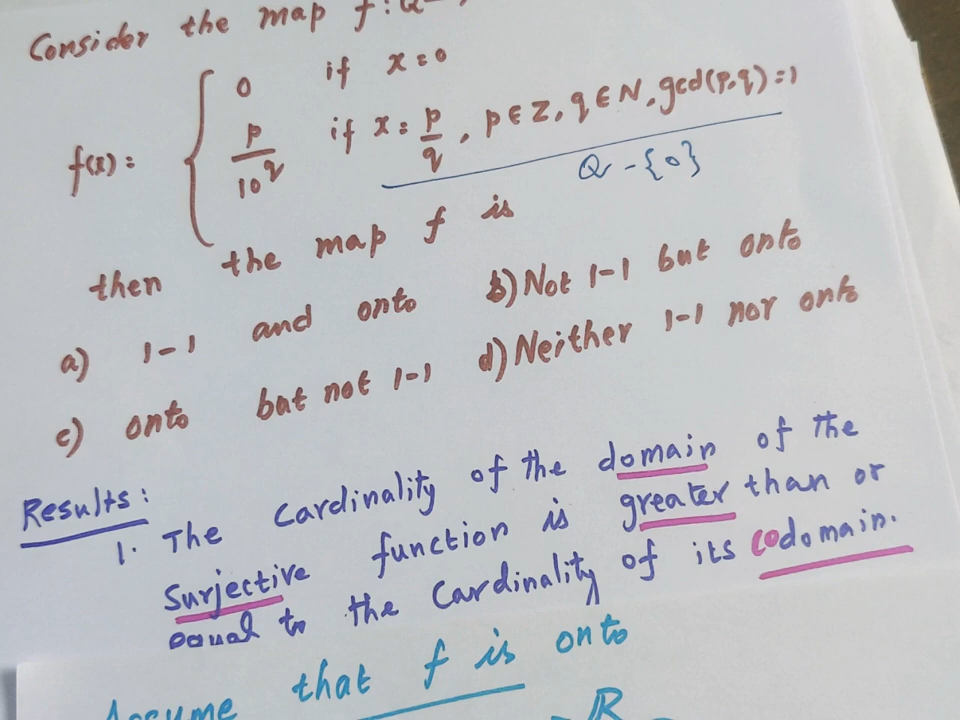 Consider the map f: Q
f(x) = { 0 if x = 0
p/10^q if x = p/q, p ∈ Z, q ∈ N, gcd(p,q) = 1
Q - {0}
then the map f is
a) 1-1 and onto b) Not 1-1 but onto
c) onto but not 1-1 d) Neither 1-1 nor onto
Results:
1. The Cardinality of the domain of the
Surjective function is greater than or
equal to the Cardinality of its codomain.
Assume that f is onto
R